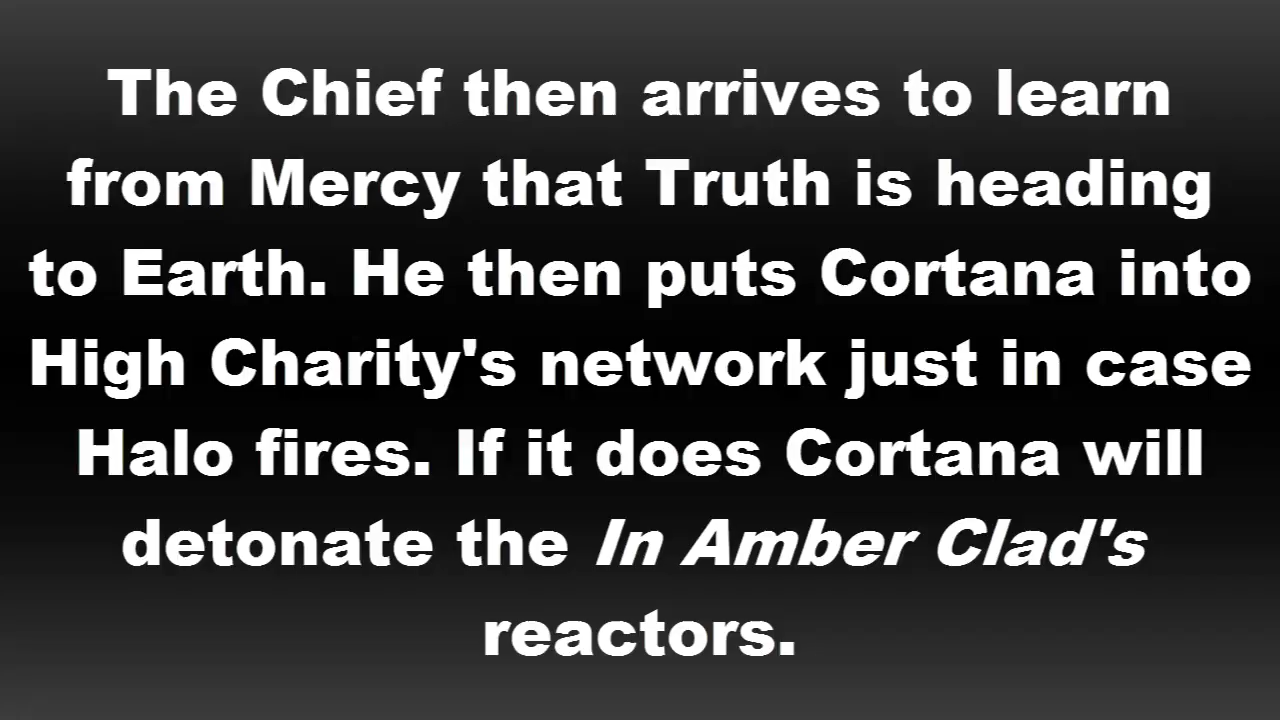 The Chief then arrives to learn
from Mercy that Truth is heading
to Earth. He then puts Cortana into
High Charity's network just in case
Halo fires. If it does Cortana will
detonate the In Amber Clad's
reactors.